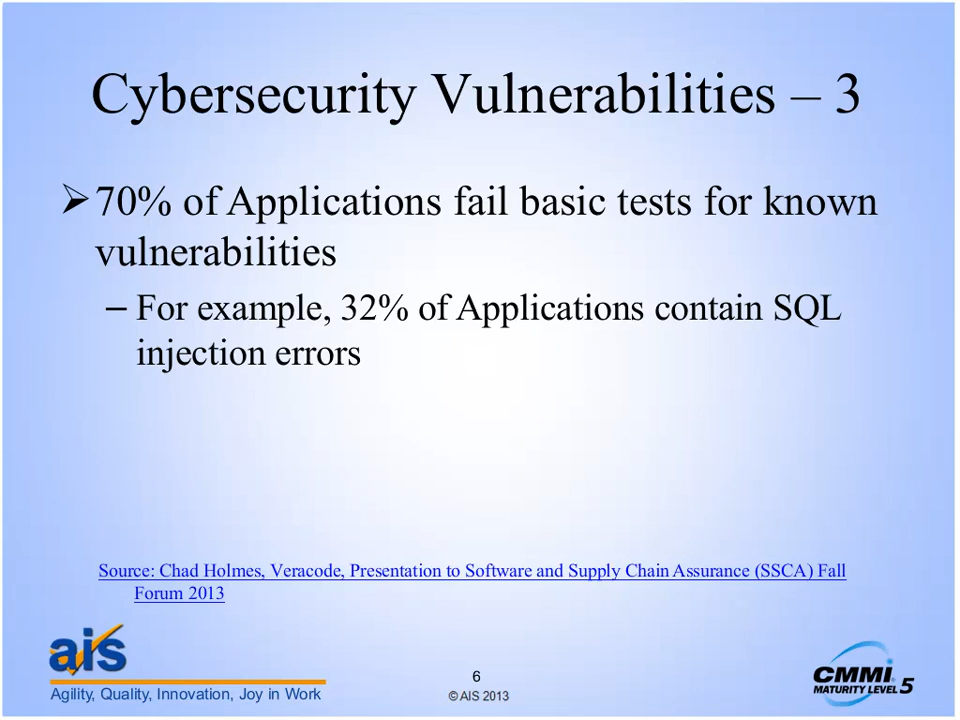 Cybersecurity Vulnerabilities – 3
➢70% of Applications fail basic tests for known
vulnerabilities
– For example, 32% of Applications contain SQL
injection errors
Source: Chad Holmes, Veracode, Presentation to Software and Supply Chain Assurance (SSCA) Fall
Forum 2013
ais
Agility, Quality, Innovation, Joy in Work
6
© AIS 2013
CMMI
MATURITY LEVEL 5